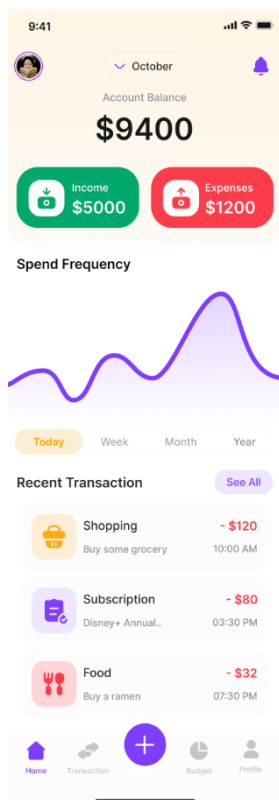 9:41
October
Account Balance
$9400
Income
$5000
Expenses
$1200
Spend Frequency
Today Week Month Year
Recent Transaction See All
Shopping - $120
Buy some grocery 10:00 AM
Subscription - $80
Disney+ Annual.. 03:30 PM
Food - $32
Buy a ramen 07:30 PM
Home Transaction Budget Profile